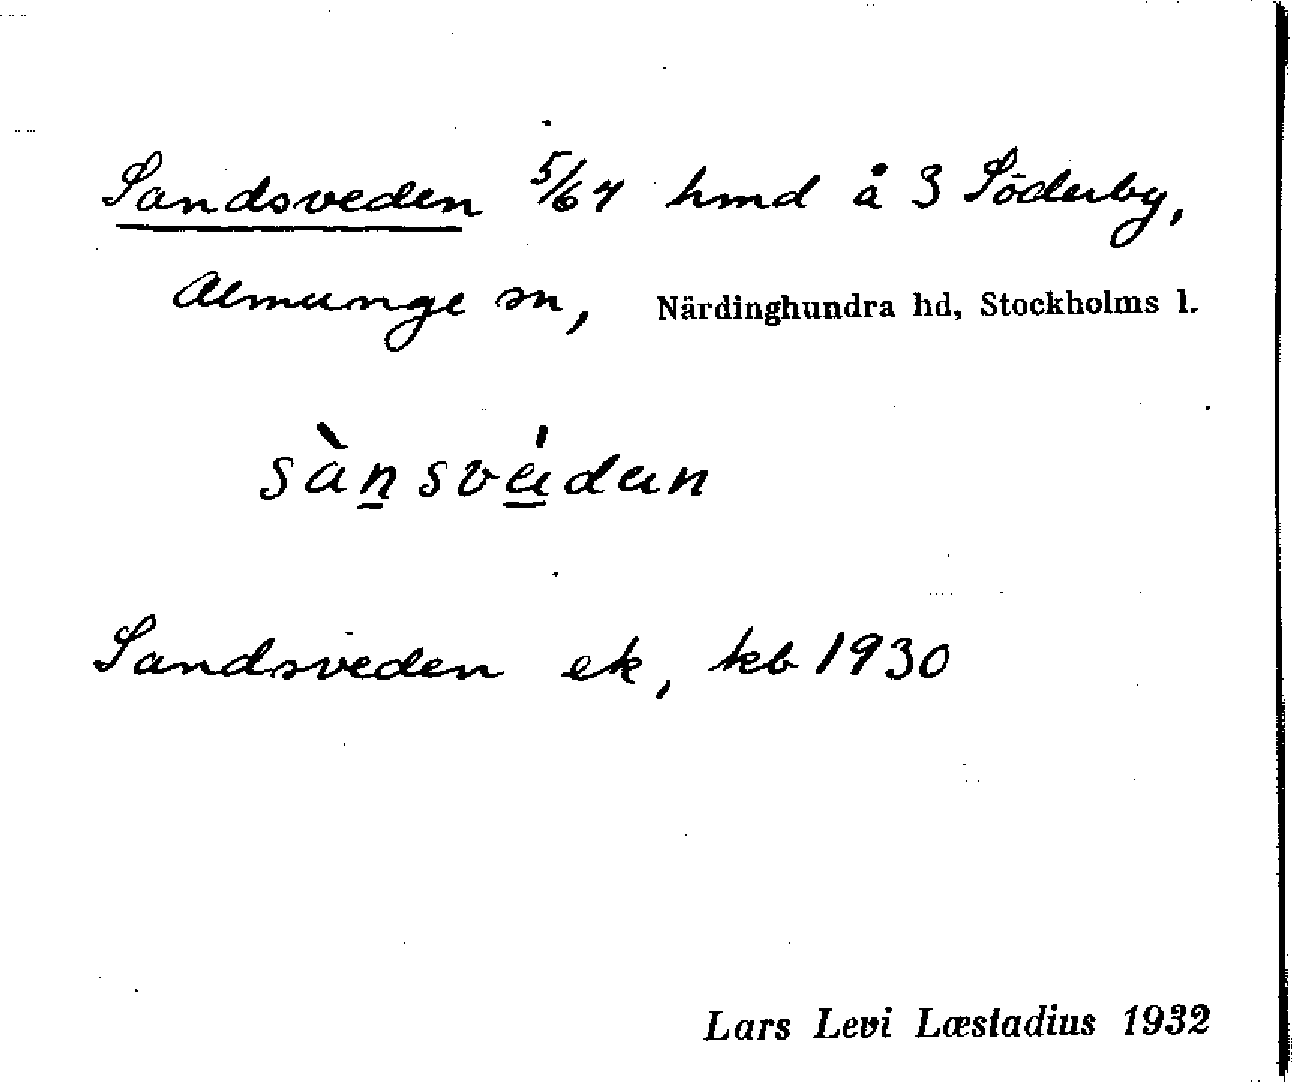 Sandsveden 5/64 hmd å 3 Söderby,
Almunge sn, Närdinghundra hd, Stockholms l.
sànsvéadan
Sandsveden ek, kb 1930
Lars Levi Læstadius 1932